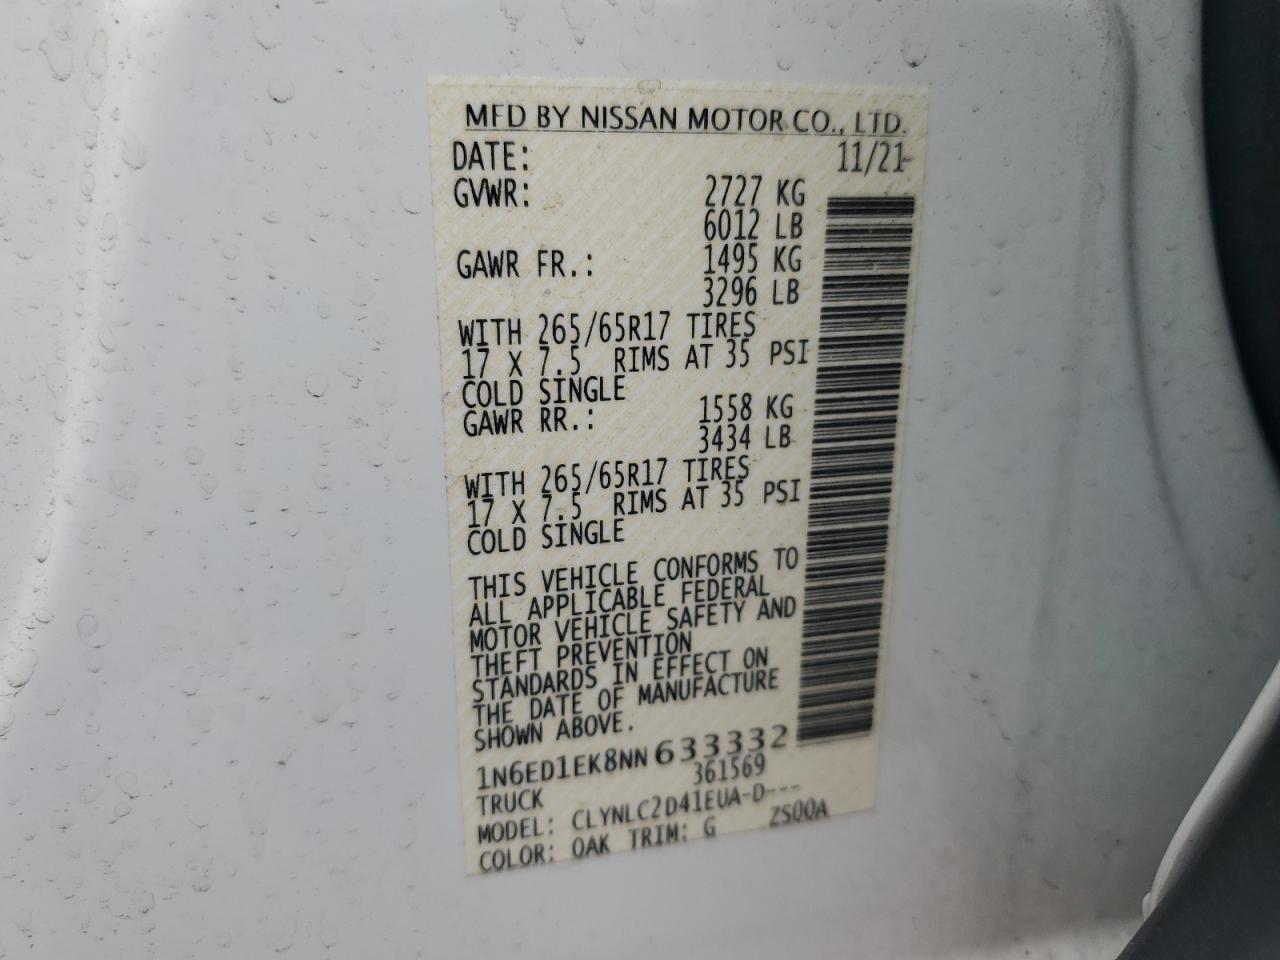 MFD BY NISSAN MOTOR CO., LTD.
DATE: 11/21
GVWR: 2727 KG
6012 LB
GAWR FR.: 1495 KG
3296 LB
WITH 265/65R17 TIRES
17 X 7.5 RIMS AT 35 PSI
COLD SINGLE
GAWR RR.: 1558 KG
3434 LB
WITH 265/65R17 TIRES
17 X 7.5 RIMS AT 35 PSI
COLD SINGLE
THIS VEHICLE CONFORMS TO
ALL APPLICABLE FEDERAL
MOTOR VEHICLE SAFETY AND
THEFT PREVENTION
STANDARDS IN EFFECT ON
THE DATE OF MANUFACTURE
SHOWN ABOVE.
1N6ED1EK8NN 633332
TRUCK 361569
MODEL: CLYNLC2D41EUA-D---
COLOR: OAK TRIM: G ZS00A